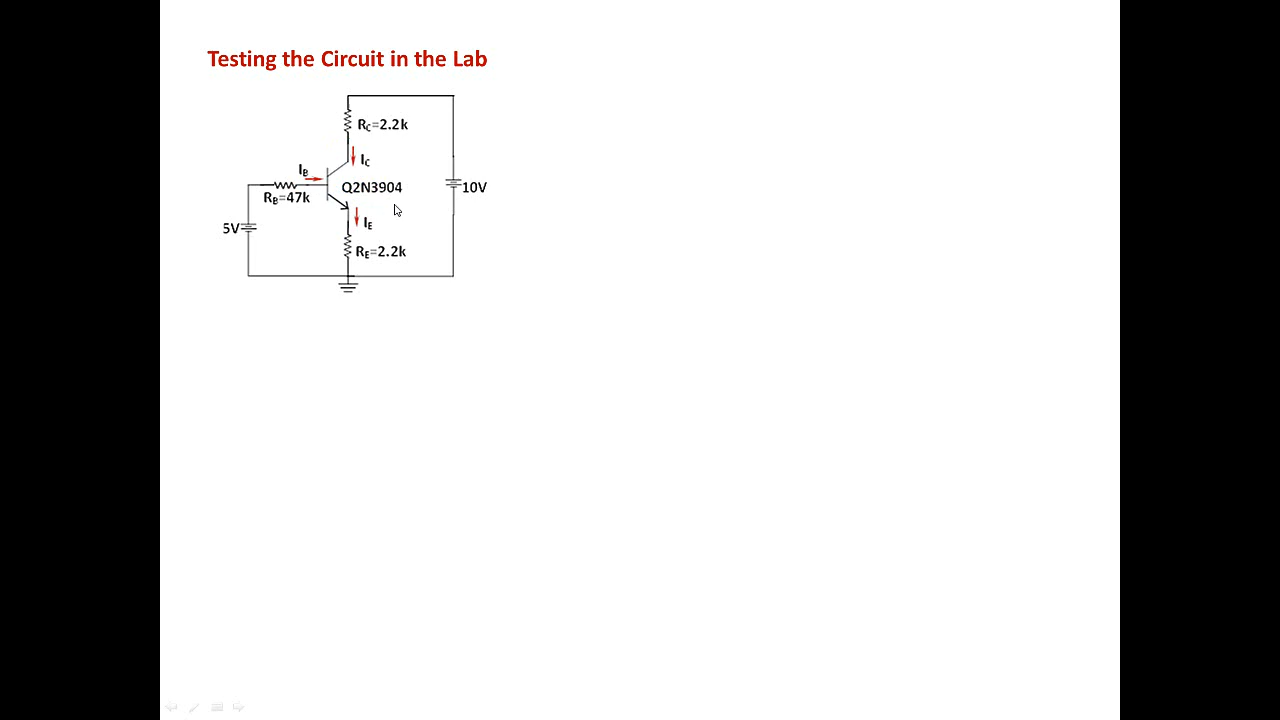 Testing the Circuit in the Lab
RC=2.2k
IC
IB
Q2N3904
10V
RB=47k
IE
5V
RE=2.2k